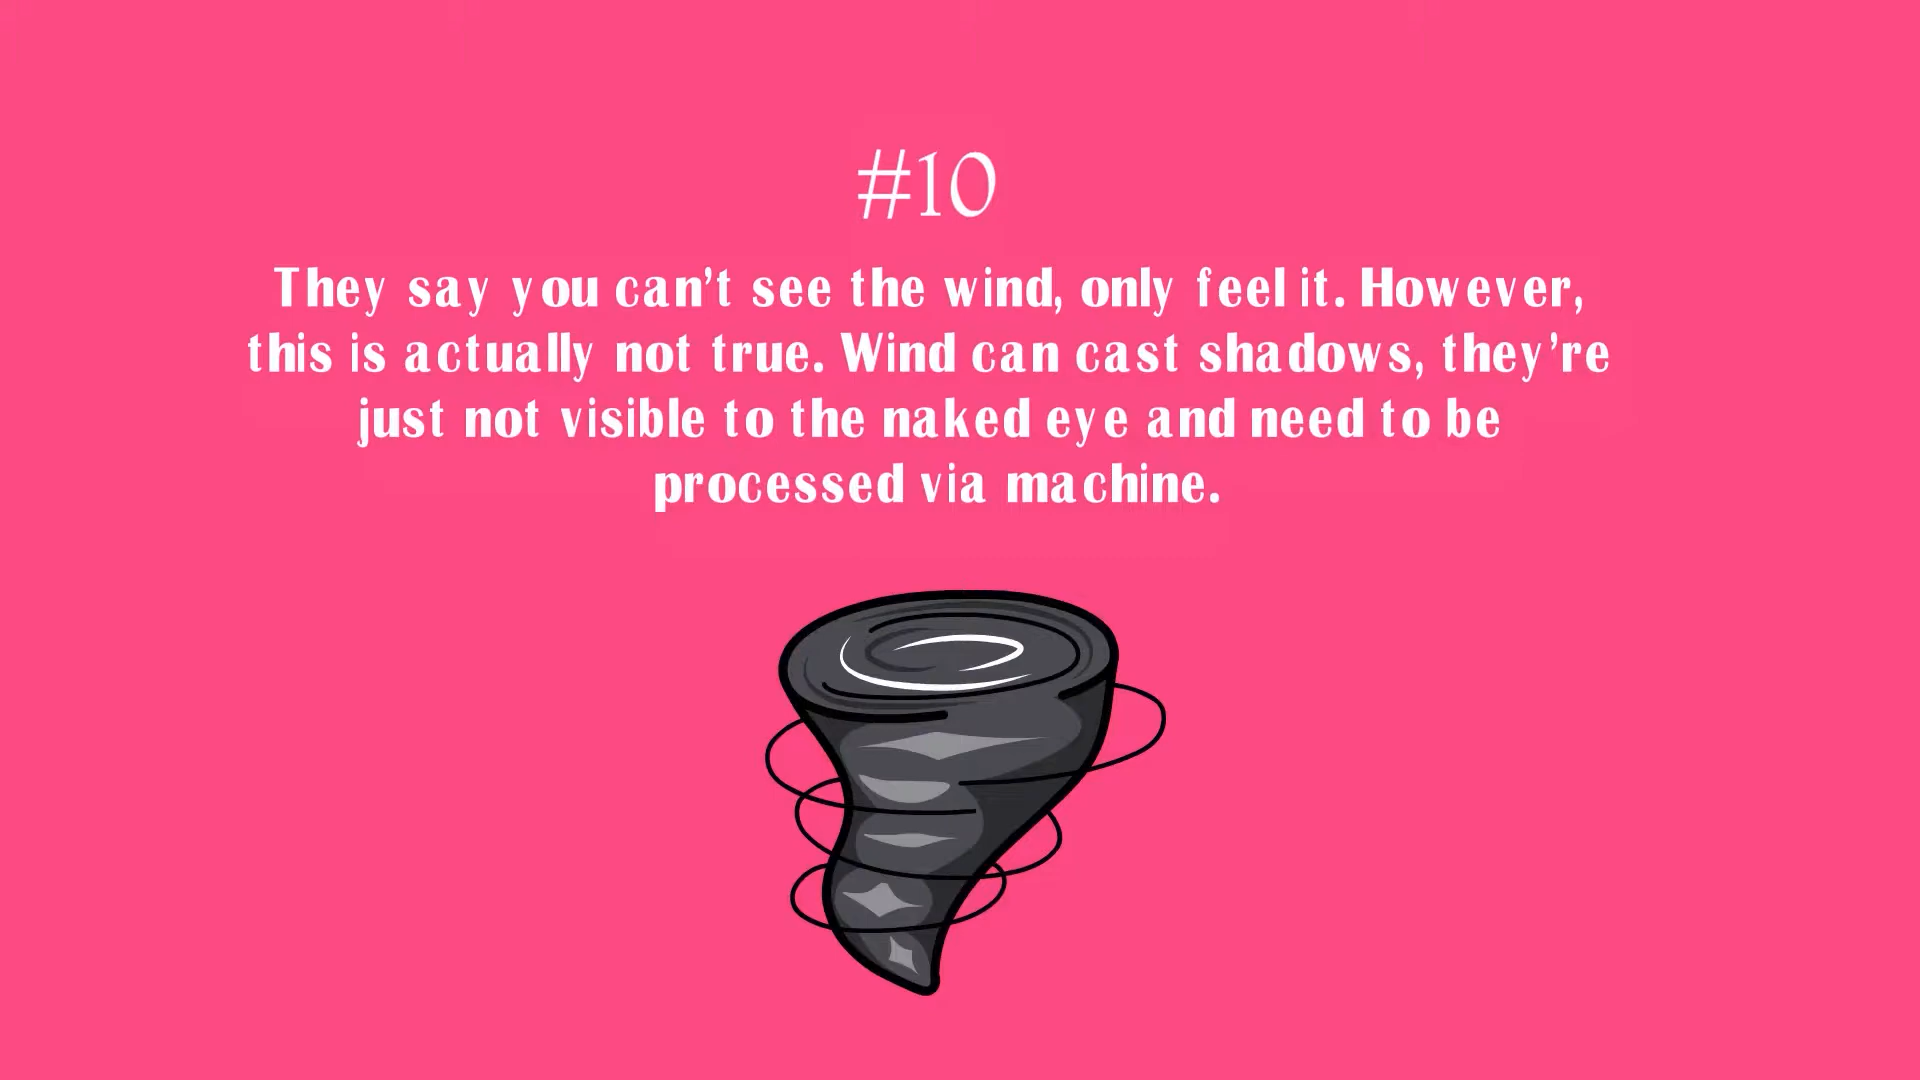 #10
They say you can't see the wind, only feel it. However,
this is actually not true. Wind can cast shadows, they're
just not visible to the naked eye and need to be
processed via machine.